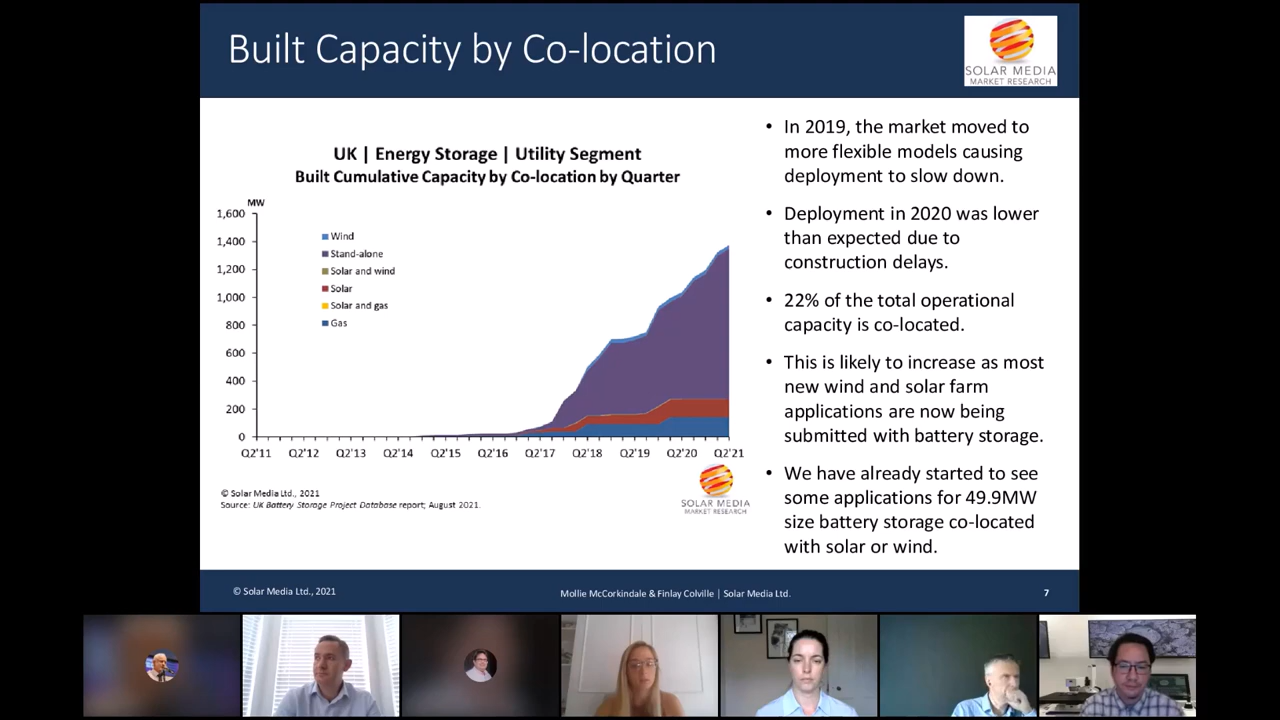 Built Capacity by Co-location
SOLAR MEDIA
MARKET RESEARCH
UK | Energy Storage | Utility Segment
Built Cumulative Capacity by Co-location by Quarter
MW
1,600
1,400
1,200
1,000
800
600
400
200
0
Wind
Stand-alone
Solar and wind
Solar
Solar and gas
Gas
Q2'11 Q2'12 Q2'13 Q2'14 Q2'15 Q2'16 Q2'17 Q2'18 Q2'19 Q2'20 Q2'21
© Solar Media Ltd., 2021
Source: UK Battery Storage Project Database report; August 2021.
SOLAR MEDIA
MARKET RESEARCH
• In 2019, the market moved to
more flexible models causing
deployment to slow down.
• Deployment in 2020 was lower
than expected due to
construction delays.
• 22% of the total operational
capacity is co-located.
• This is likely to increase as most
new wind and solar farm
applications are now being
submitted with battery storage.
• We have already started to see
some applications for 49.9MW
size battery storage co-located
with solar or wind.
© Solar Media Ltd., 2021
Mollie McCorkindale & Finlay Colville | Solar Media Ltd.
7